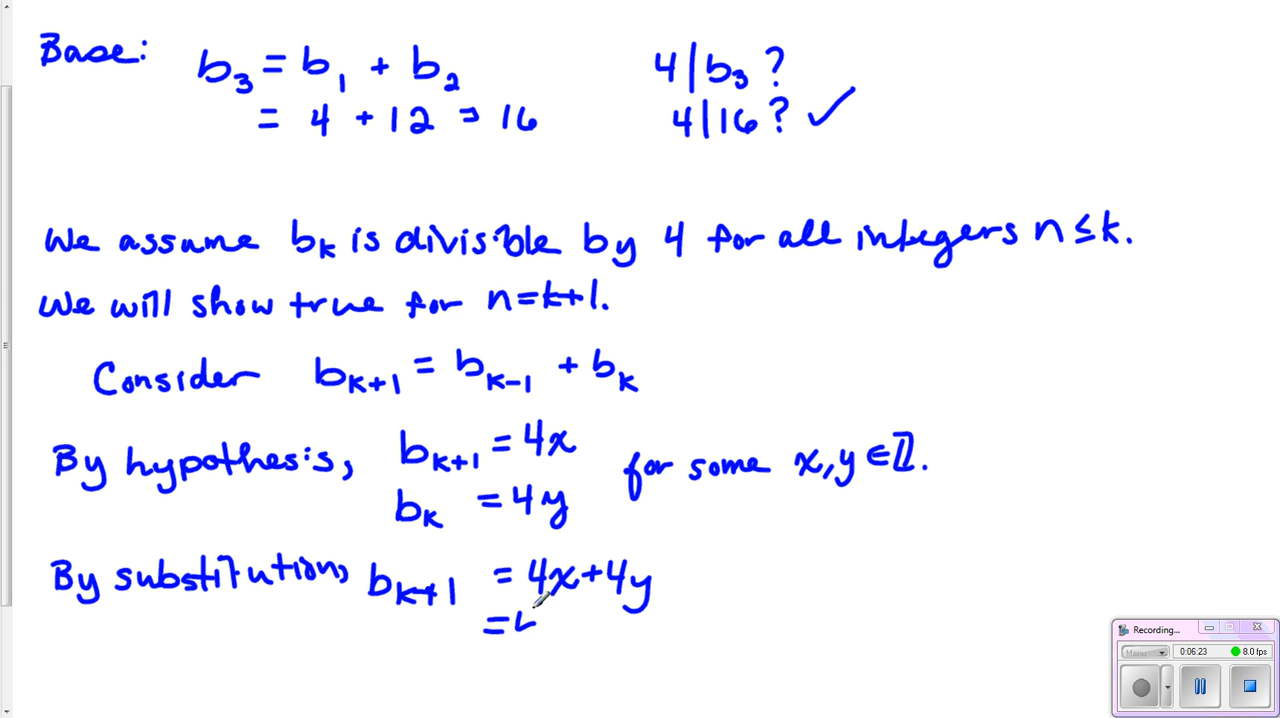 Base: b₃ = b₁ + b₂ 4|b₃ ?
= 4 + 12 = 16 4|16 ? ✓
We assume bₖ is divisible by 4 for all integers n ≤ k.
We will show true for n=k+1.
Consider bₖ₊₁ = bₖ₋₁ + bₖ
By hypothesis, bₖ₊₁ = 4x for some x,y ∈ ℤ.
bₖ = 4y
By substitution, bₖ₊₁ = 4x+4y
=
Recording...
Menu
0:06:23 8.0 fps